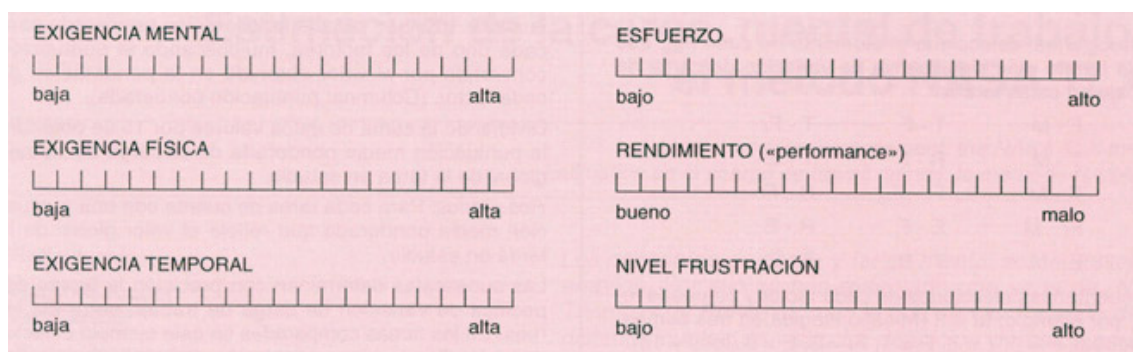 EXIGENCIA MENTAL
baja alta
EXIGENCIA FÍSICA
baja alta
EXIGENCIA TEMPORAL
baja alta
ESFUERZO
bajo alto
RENDIMIENTO («performance»)
bueno malo
NIVEL FRUSTRACIÓN
bajo alto